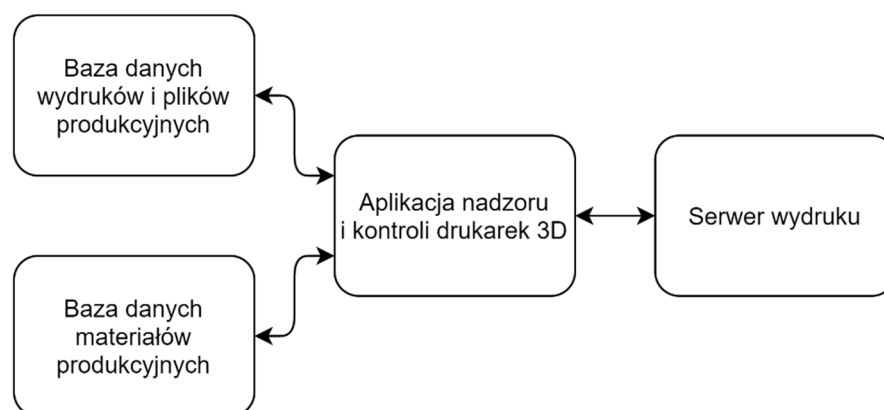 Baza danych
wydruków i plików
produkcyjnych
Aplikacja nadzoru
i kontroli drukarek 3D
Serwer wydruku
Baza danych
materiałów
produkcyjnych